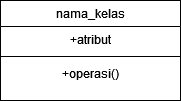 nama_kelas
+atribut
+operasi()